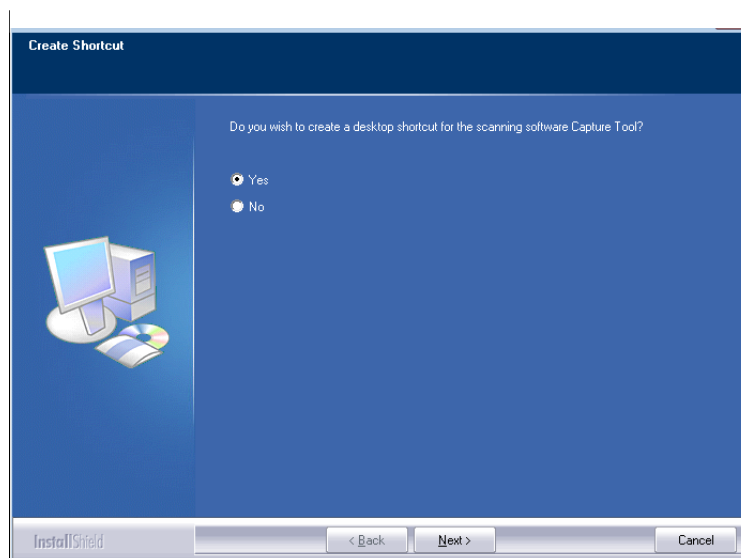 Create Shortcut
Do you wish to create a desktop shortcut for the scanning software Capture Tool?
Yes
No
InstallShield
< Back Next > Cancel